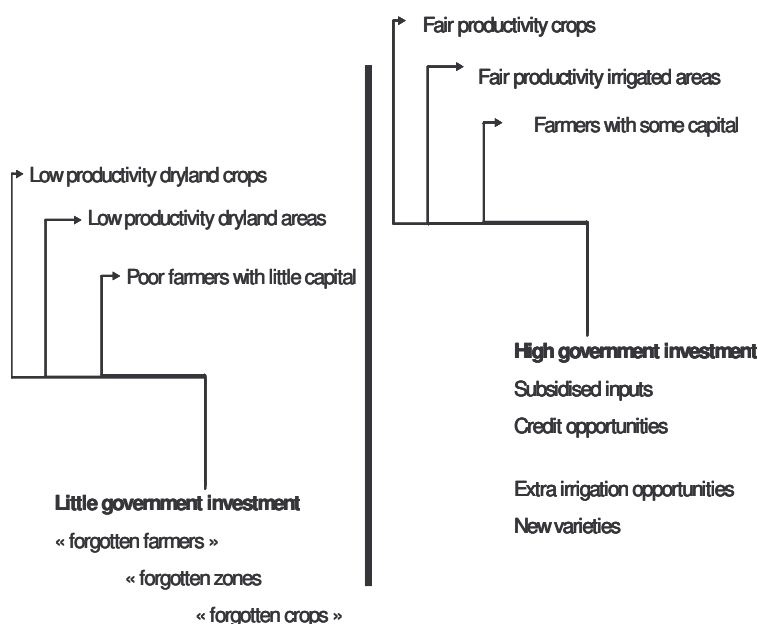 Low productivity dryland crops
Low productivity dryland areas
Poor farmers with little capital
Little government investment
« forgotten farmers »
« forgotten zones
« forgotten crops »
Fair productivity crops
Fair productivity irrigated areas
Farmers with some capital
High government investment
Subsidised inputs
Credit opportunities
Extra irrigation opportunities
New varieties